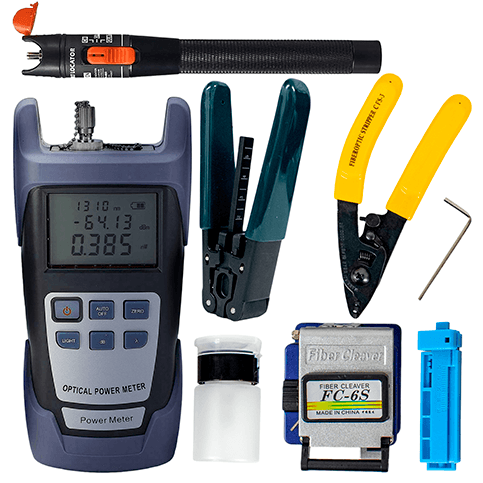 LOCATOR
1310
-64.13
0.385
AUTO
OFF
ZERO
LIGHT
OPTICAL POWER METER
Power Meter
FIBEROPTIC STRIPPER CFS-3
Fiber Cleaver
FIBER CLEAVER
FC-6S
MADE IN CHINA